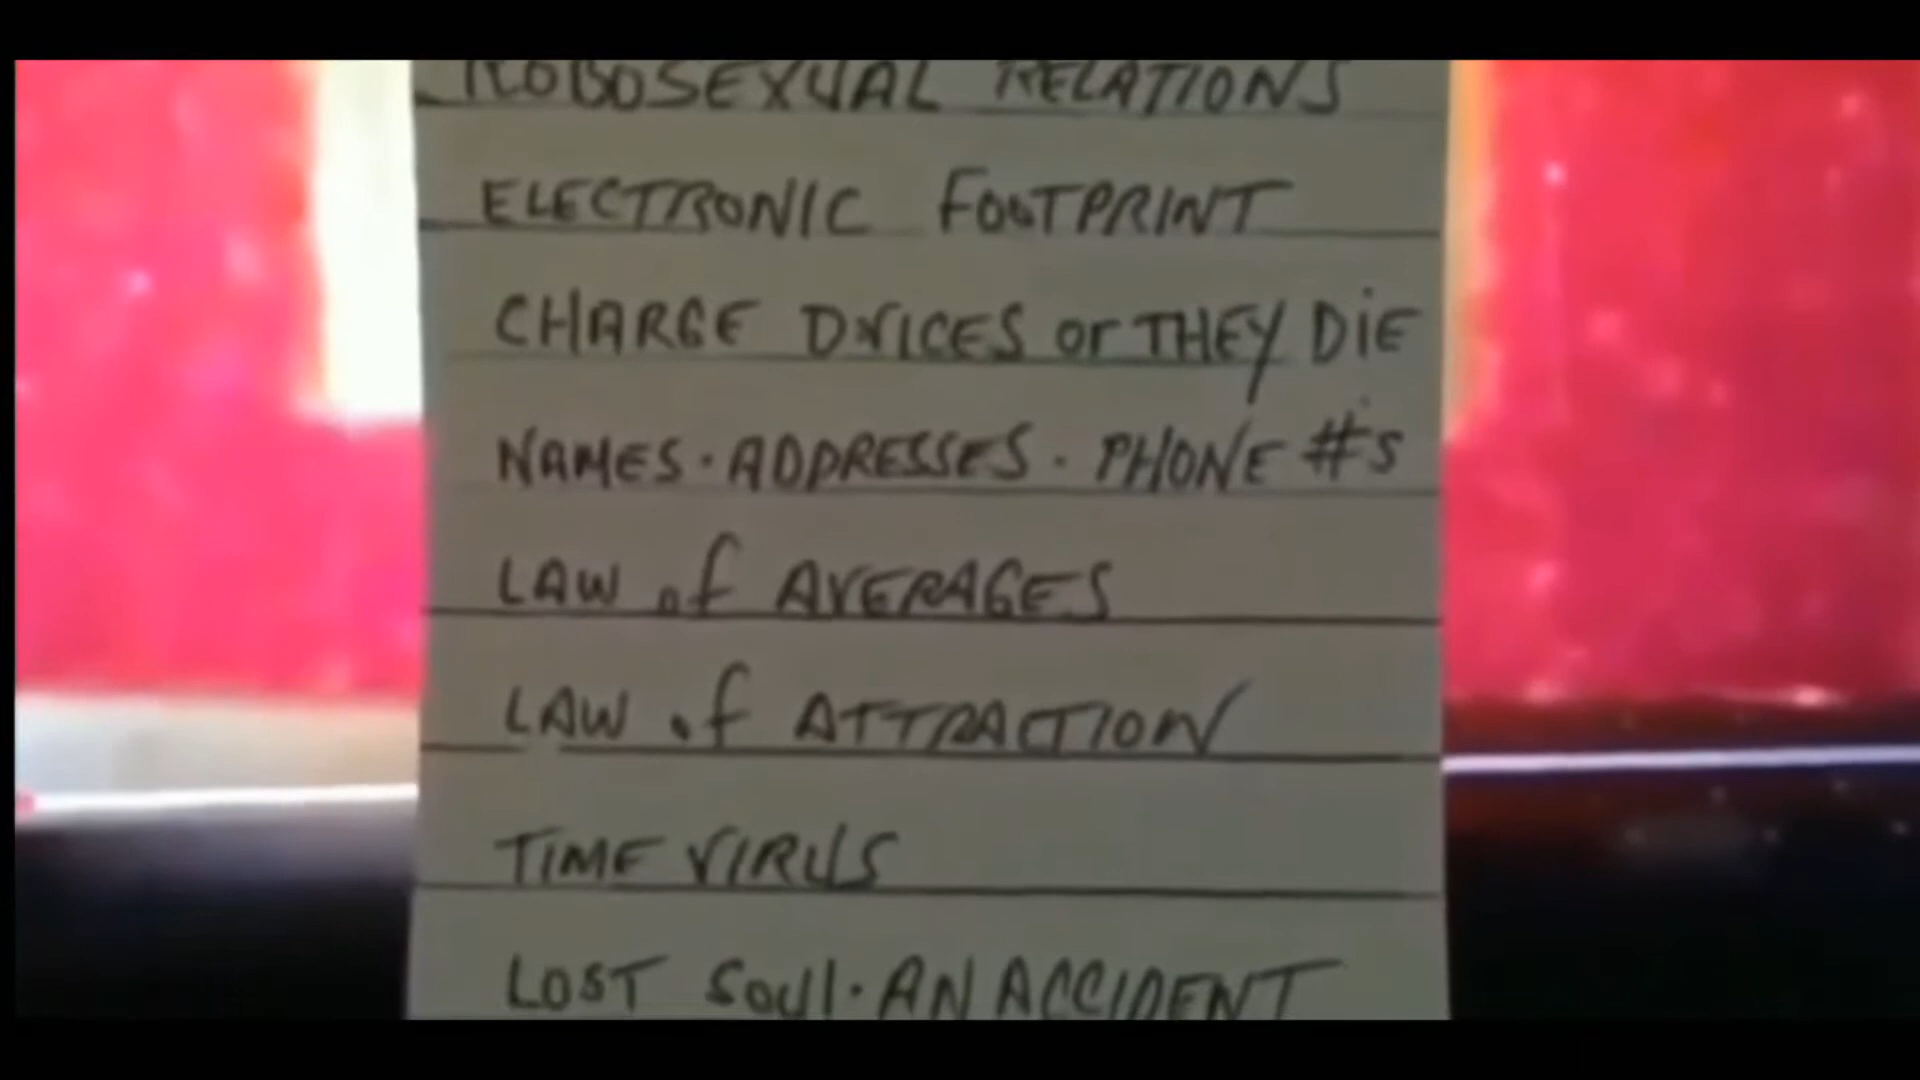 ROBOSEXUAL RELATIONS
ELECTRONIC FOOTPRINT
CHARGE DVICES or THEY DiE
NAMES · ADDRESSES · PHONE #'s
LAW of AVERAGES
LAW of ATTRACTION
TiME VIRUS
LOST SOUL · AN ACCIDENT